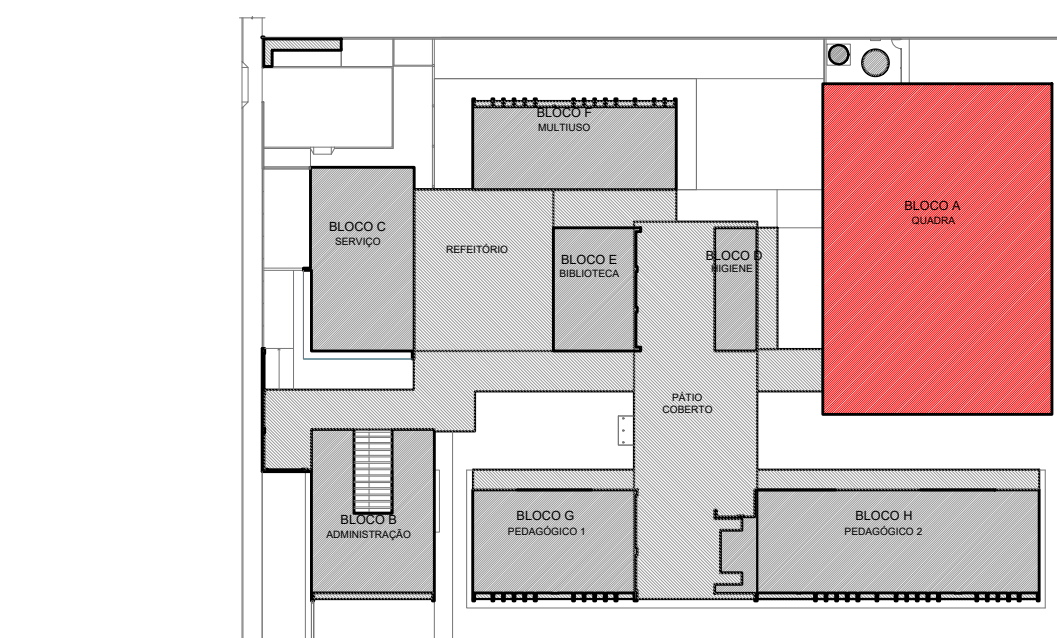 BLOCO F
MULTIUSO
BLOCO A
QUADRA
BLOCO C
SERVIÇO
REFEITÓRIO
BLOCO E
BIBLIOTECA
BLOCO D
HIGIENE
PÁTIO
COBERTO
BLOCO B
ADMINISTRAÇÃO
BLOCO G
PEDAGÓGICO 1
BLOCO H
PEDAGÓGICO 2